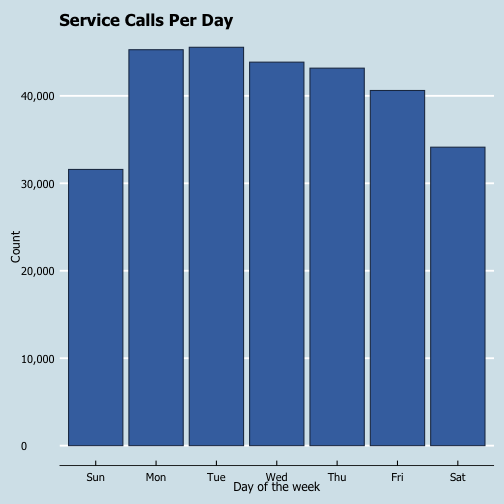 Service Calls Per Day
Count
40,000
30,000
20,000
10,000
0
Sun Mon Tue Wed Thu Fri Sat
Day of the week